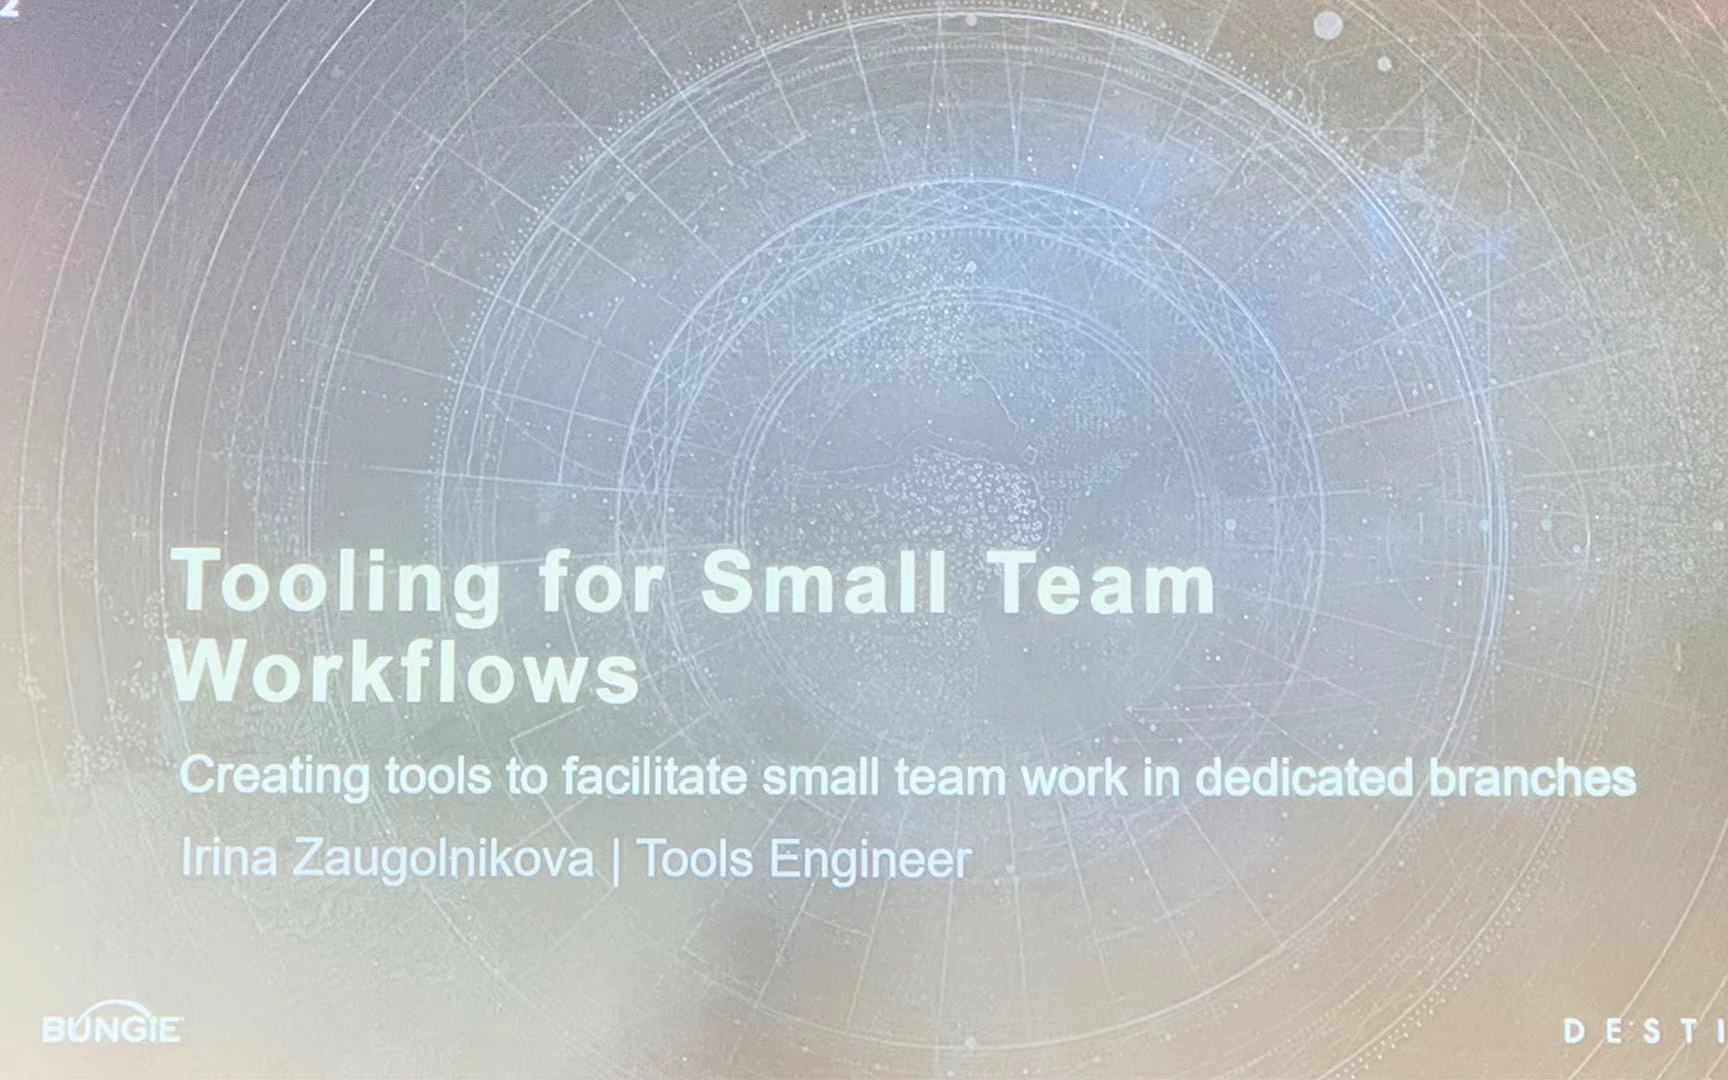 2
Tooling for Small Team
Workflows
Creating tools to facilitate small team work in dedicated branches
Irina Zaugolnikova | Tools Engineer
BUNGiE
DESTI